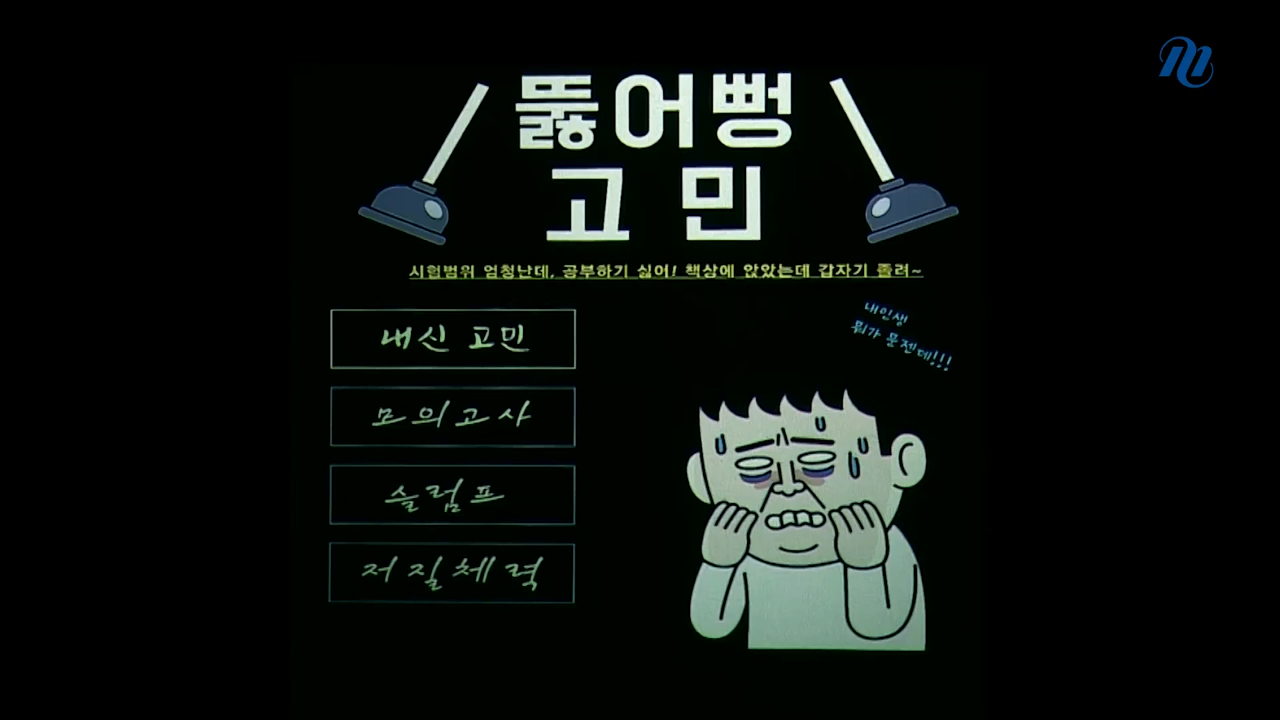 뚫어뻥
고민
시험범위 엄청난데, 공부하기 싫어! 책상에 앉았는데 갑자기 졸려~
내인생
뭐가 문젠데!!!
내신 고민
모의고사
슬럼프
저질체력